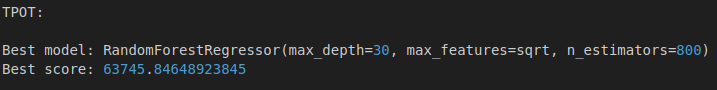 TPOT:
Best model: RandomForestRegressor(max_depth=30, max_features=sqrt, n_estimators=800)
Best score: 63745.84648923845